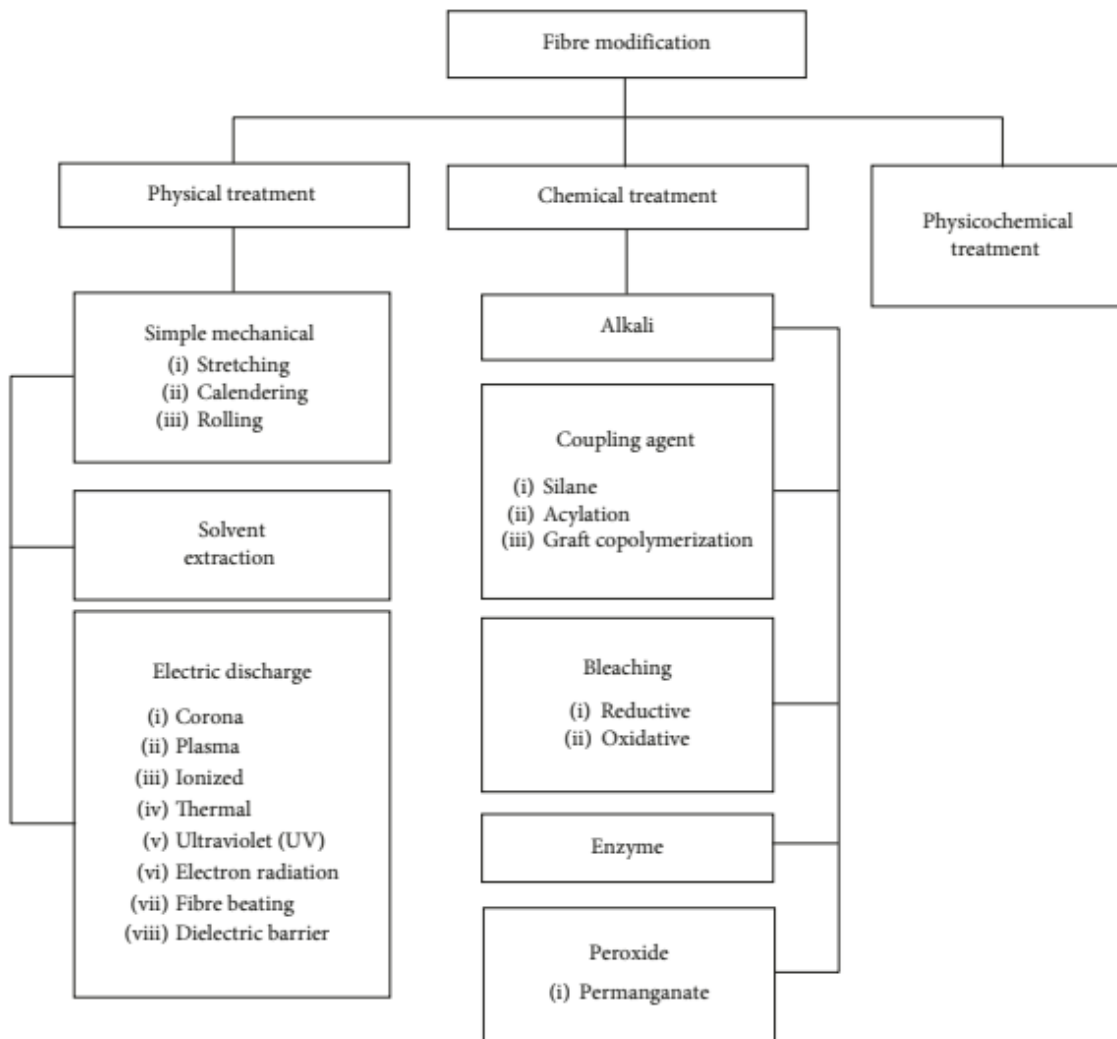 Fibre modification
Physical treatment
Chemical treatment
Physicochemical
treatment
Simple mechanical
(i) Stretching
(ii) Calendering
(iii) Rolling
Solvent
extraction
Electric discharge
(i) Corona
(ii) Plasma
(iii) Ionized
(iv) Thermal
(v) Ultraviolet (UV)
(vi) Electron radiation
(vii) Fibre beating
(viii) Dielectric barrier
Alkali
Coupling agent
(i) Silane
(ii) Acylation
(iii) Graft copolymerization
Bleaching
(i) Reductive
(ii) Oxidative
Enzyme
Peroxide
(i) Permanganate